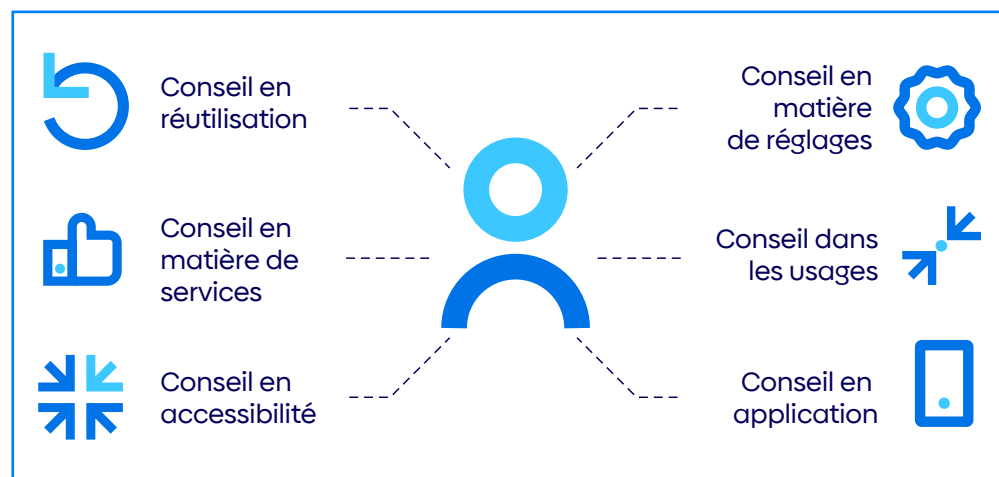 Conseil en
réutilisation
Conseil en
matière de
services
Conseil en
accessibilité
Conseil en
matière
de réglages
Conseil dans
les usages
Conseil en
application